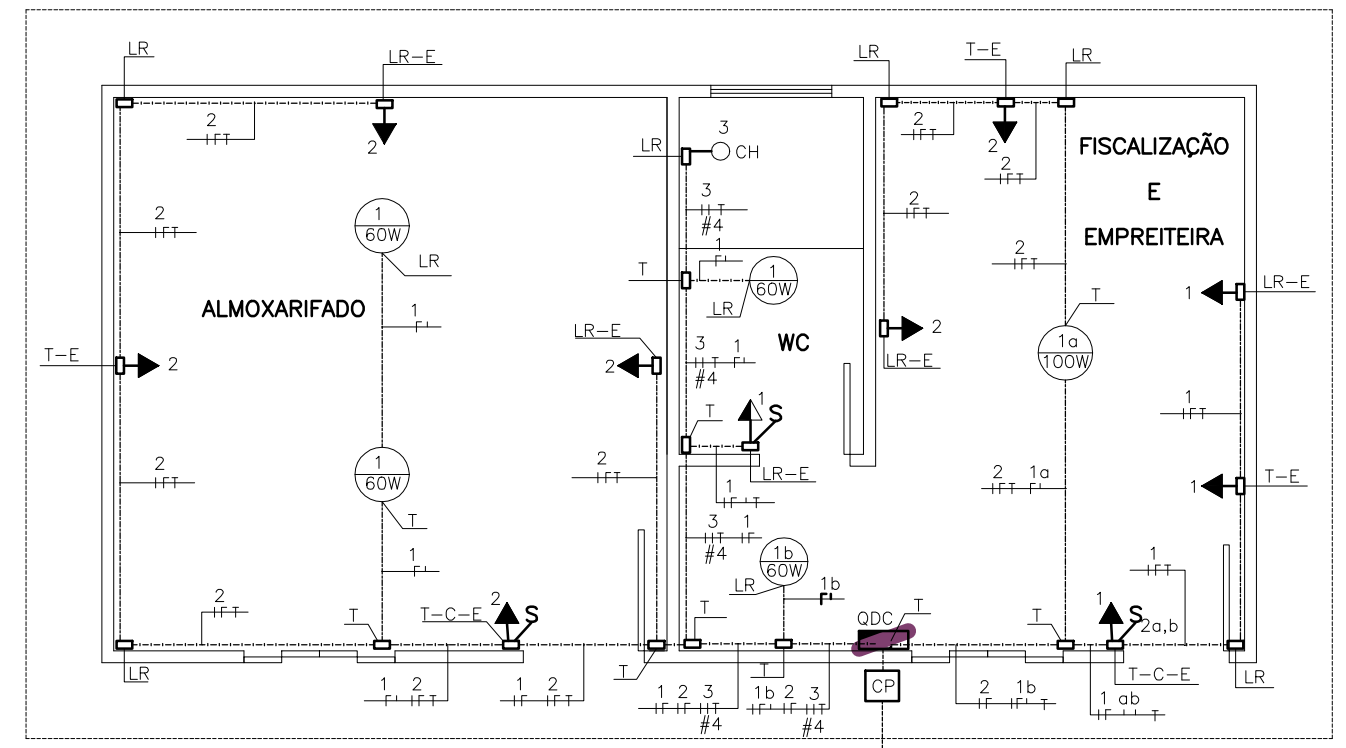 LR
LR-E
LR
T-E
LR
2
2
3
CH
LR
2
2
2
FISCALIZAÇÃO
E
EMPREITEIRA
3
#4
2
2
1
60W
LR
2
1
T
1
60W
LR
LR-E
1
T
ALMOXARIFADO
1
LR-E
WC
2
1a
100W
LR-E
T-E
2
2
3
#4
1
1
1
S
T
LR-E
2
2
1
60W
T
2
1a
1
T-E
1
3
#4
1
1
1b
60W
LR
1
2
T
T-C-E
2
S
T
1b
QDC
T
T
1
S
2a,b
LR
T
T
CP
T-C-E
LR
1
2
1
2
1
2
3
#4
1b
2
3
#4
2
1b
1
ab